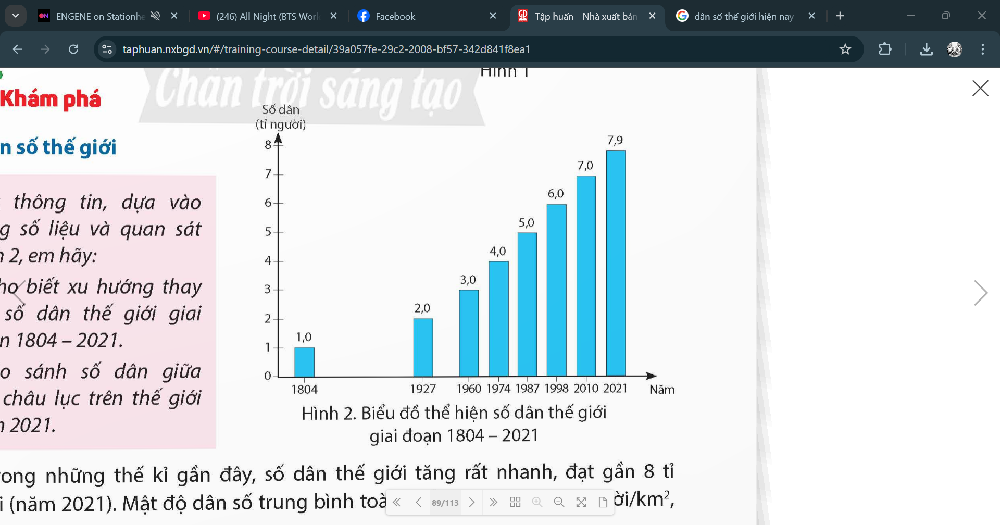 ENGENE on Stationhe
(246) All Night (BTS Worl
Facebook
Tập huấn - Nhà xuất bản
dân số thế giới hiện nay -
taphuan.nxbgd.vn/#/training-course-detail/39a057fe-29c2-2008-bf57-342d841f8ea1
Chân trời sáng tạo
Hình 1
Khám phá
n số thế giới
thông tin, dựa vào
g số liệu và quan sát
2, em hãy:
ho biết xu hướng thay
số dân thế giới giai
n 1804 – 2021.
o sánh số dân giữa
châu lục trên thế giới
2021.
Số dân
(tỉ người)
8
7
6
5
4
3
2
1
0
1,0
2,0
3,0
4,0
5,0
6,0
7,0
7,9
1804 1927 1960 1974 1987 1998 2010 2021 Năm
Hình 2. Biểu đồ thể hiện số dân thế giới
giai đoạn 1804 – 2021
rong những thế kỉ gần đây, số dân thế giới tăng rất nhanh, đạt gần 8 tỉ
i (năm 2021). Mật độ dân số trung bình toà ời/km²,
89/113